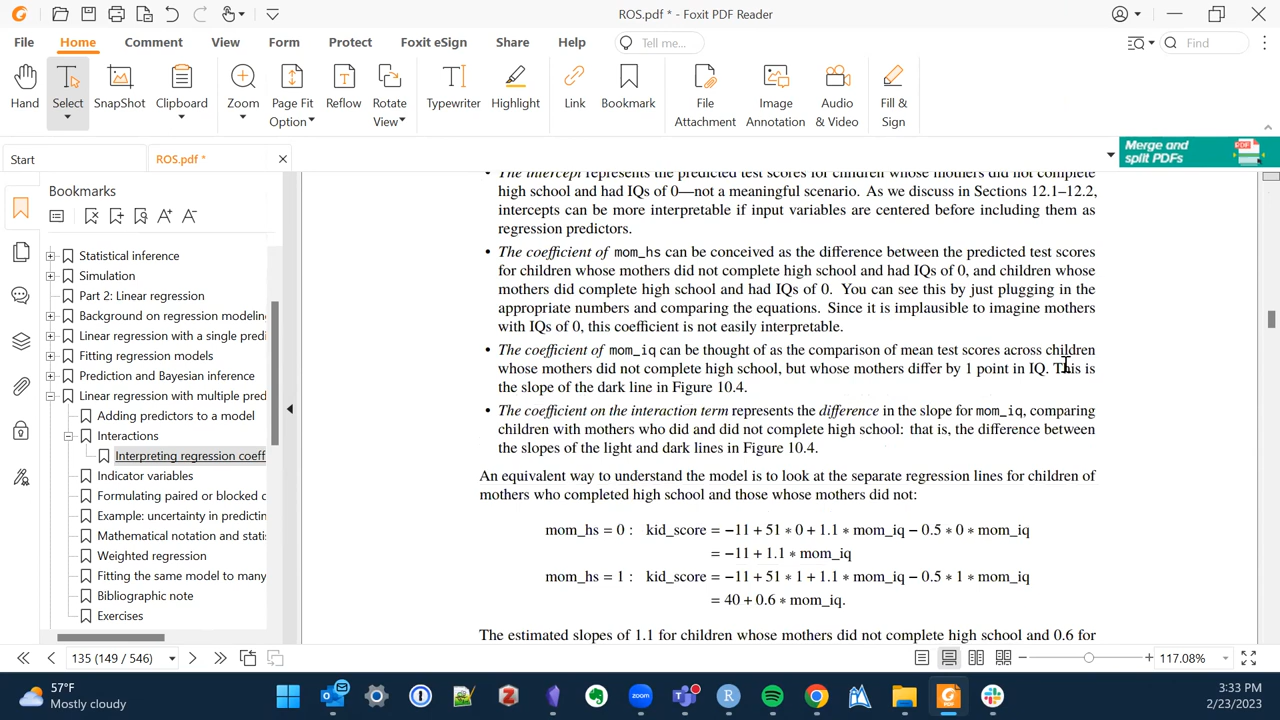 ROS.pdf * - Foxit PDF Reader
File Home Comment View Form Protect Foxit eSign Share Help Tell me... Find
Hand Select SnapShot Clipboard Zoom Page Fit Option Reflow Rotate View Typewriter Highlight Link Bookmark File Attachment Image Annotation Audio & Video Fill & Sign
Start ROS.pdf *
Merge and split PDFs
PDF
Bookmarks
Statistical inference
Simulation
Part 2: Linear regression
Background on regression modeling
Linear regression with a single predi
Fitting regression models
Prediction and Bayesian inference
Linear regression with multiple pred
Adding predictors to a model
Interactions
Interpreting regression coeff
Indicator variables
Formulating paired or blocked
Example: uncertainty in predictin
Mathematical notation and stati
Weighted regression
Fitting the same model to many
Bibliographic note
Exercises
• The intercept represents the predicted test scores for children whose mothers did not complete
high school and had IQs of 0—not a meaningful scenario. As we discuss in Sections 12.1–12.2,
intercepts can be more interpretable if input variables are centered before including them as
regression predictors.
• The coefficient of mom_hs can be conceived as the difference between the predicted test scores
for children whose mothers did not complete high school and had IQs of 0, and children whose
mothers did complete high school and had IQs of 0. You can see this by just plugging in the
appropriate numbers and comparing the equations. Since it is implausible to imagine mothers
with IQs of 0, this coefficient is not easily interpretable.
• The coefficient of mom_iq can be thought of as the comparison of mean test scores across children
whose mothers did not complete high school, but whose mothers differ by 1 point in IQ. This is
the slope of the dark line in Figure 10.4.
• The coefficient on the interaction term represents the difference in the slope for mom_iq, comparing
children with mothers who did and did not complete high school: that is, the difference between
the slopes of the light and dark lines in Figure 10.4.
An equivalent way to understand the model is to look at the separate regression lines for children of
mothers who completed high school and those whose mothers did not:
mom_hs = 0 : kid_score = −11 + 51 ∗ 0 + 1.1 ∗ mom_iq − 0.5 ∗ 0 ∗ mom_iq
= −11 + 1.1 ∗ mom_iq
mom_hs = 1 : kid_score = −11 + 51 ∗ 1 + 1.1 ∗ mom_iq − 0.5 ∗ 1 ∗ mom_iq
= 40 + 0.6 ∗ mom_iq.
The estimated slopes of 1.1 for children whose mothers did not complete high school and 0.6 for
135 (149 / 546) 117.08%
57°F
Mostly cloudy
zoom
3:33 PM
2/23/2023